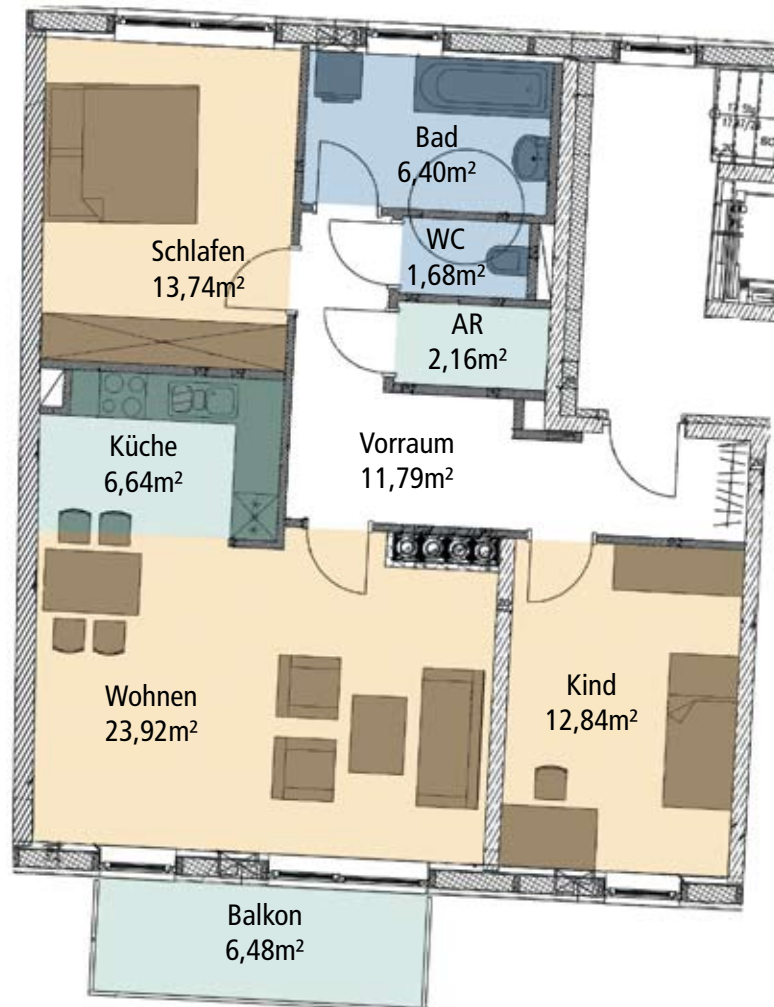 Bad
6,40m²
WC
1,68m²
Schlafen
13,74m²
AR
2,16m²
Küche
6,64m²
Vorraum
11,79m²
Wohnen
23,92m²
Kind
12,84m²
Balkon
6,48m²